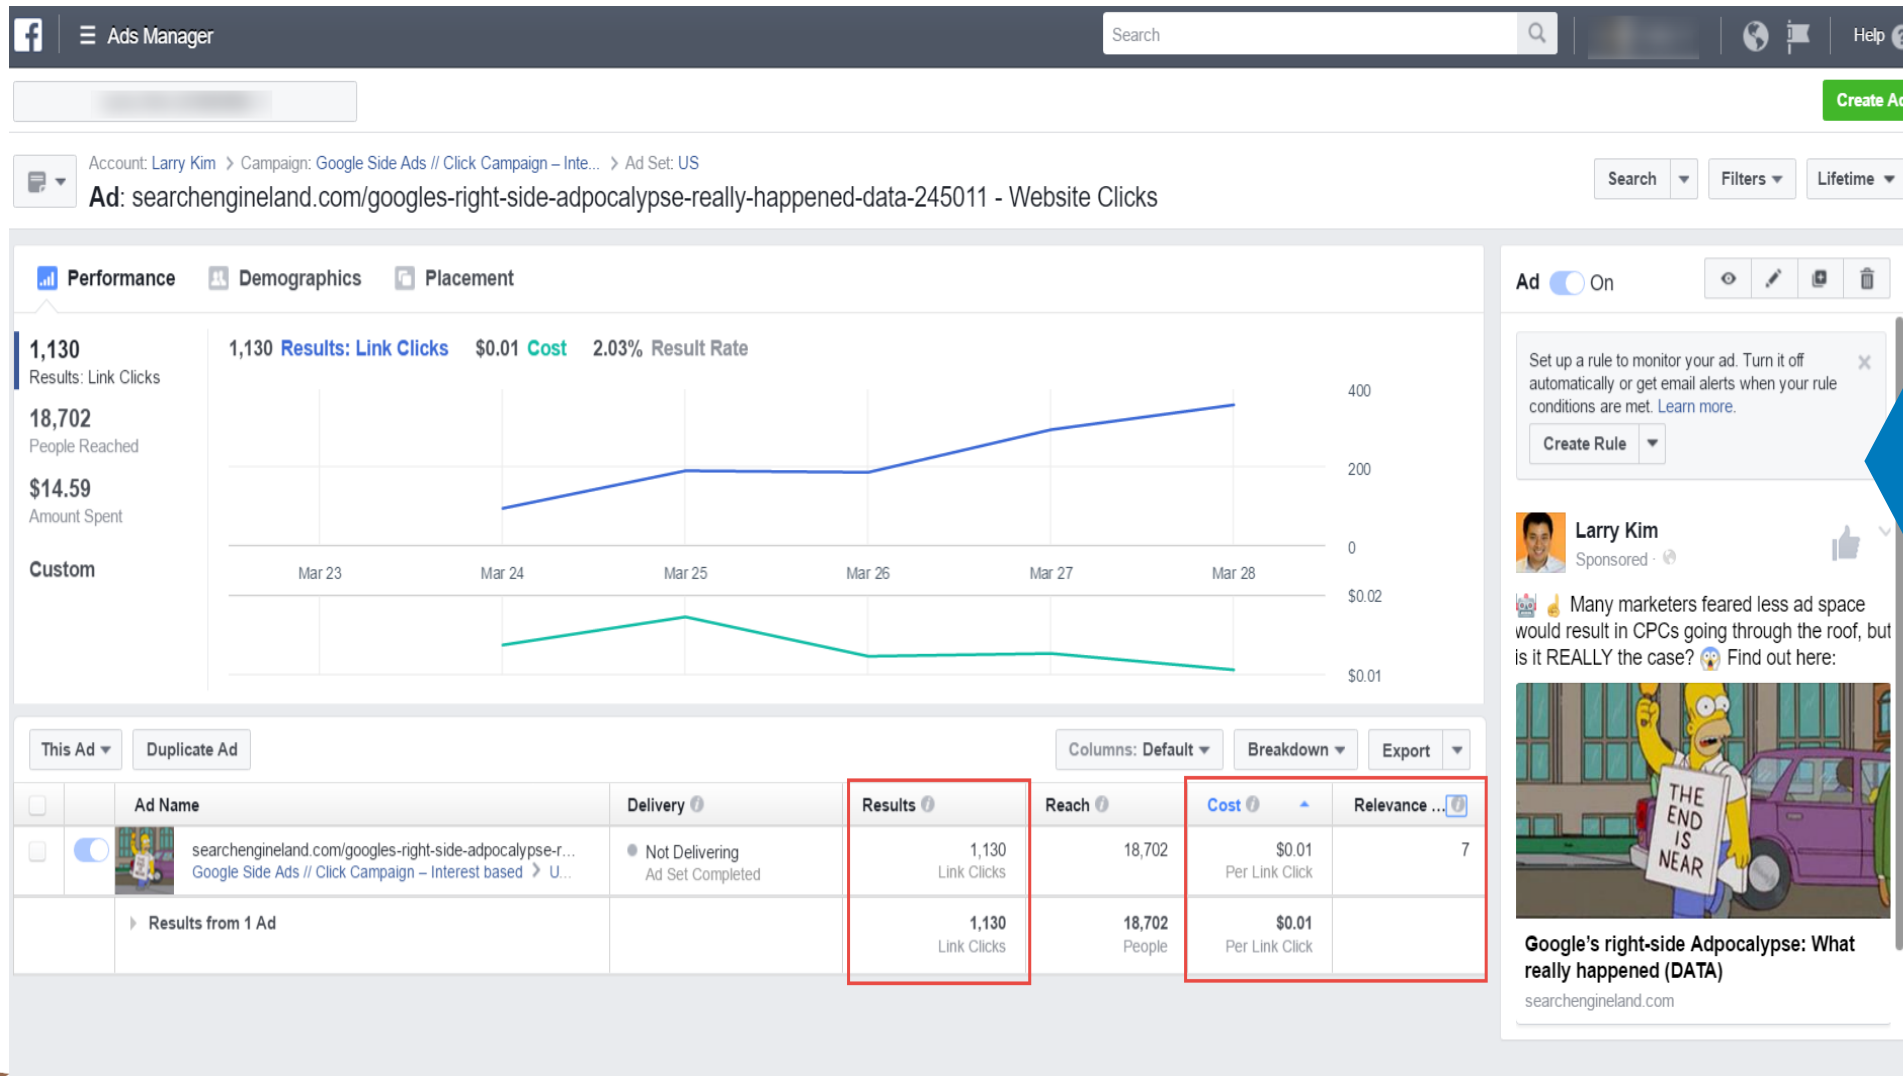 f
Ads Manager
Search
Help
Create Ad
Account: Larry Kim > Campaign: Google Side Ads // Click Campaign – Inte... > Ad Set: US
Ad: searchengineland.com/googles-right-side-adpocalypse-really-happened-data-245011 - Website Clicks
Search
Filters
Lifetime
Performance
Demographics
Placement
1,130
Results: Link Clicks
18,702
People Reached
$14.59
Amount Spent
Custom
1,130 Results: Link Clicks $0.01 Cost 2.03% Result Rate
400
200
0
Mar 23 Mar 24 Mar 25 Mar 26 Mar 27 Mar 28
$0.02
$0.01
This Ad
Duplicate Ad
Columns: Default
Breakdown
Export
Ad Name Delivery Results Reach Cost Relevance ...
searchengineland.com/googles-right-side-adpocalypse-r... Not Delivering 1,130 18,702 $0.01 7
Google Side Ads // Click Campaign – Interest based > U... Ad Set Completed Link Clicks Per Link Click
Results from 1 Ad 1,130 18,702 $0.01
Link Clicks People Per Link Click
Ad On
Set up a rule to monitor your ad. Turn it off
automatically or get email alerts when your rule
conditions are met. Learn more.
Create Rule
Larry Kim
Sponsored ·
Many marketers feared less ad space
would result in CPCs going through the roof, but
is it REALLY the case? Find out here:
THE
END
IS
NEAR
Google's right-side Adpocalypse: What
really happened (DATA)
searchengineland.com